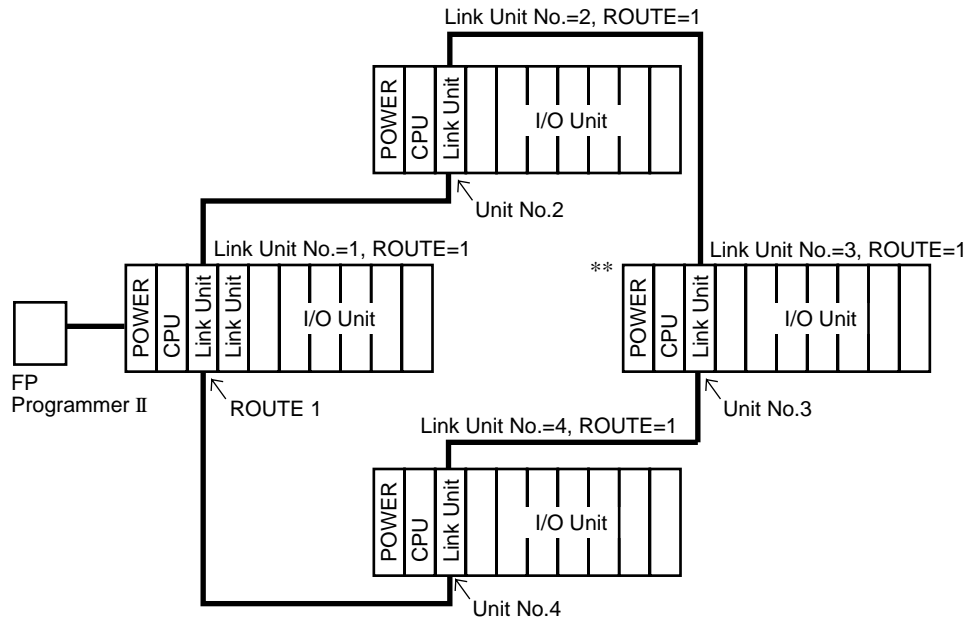 Link Unit No.=2, ROUTE=1
POWER
CPU
Link Unit
I/O Unit
Unit No.2
Link Unit No.=1, ROUTE=1
POWER
CPU
Link Unit
Link Unit
I/O Unit
FP
Programmer Ⅱ
ROUTE 1
Link Unit No.=3, ROUTE=1
**
POWER
CPU
Link Unit
I/O Unit
Unit No.3
Link Unit No.=4, ROUTE=1
POWER
CPU
Link Unit
I/O Unit
Unit No.4